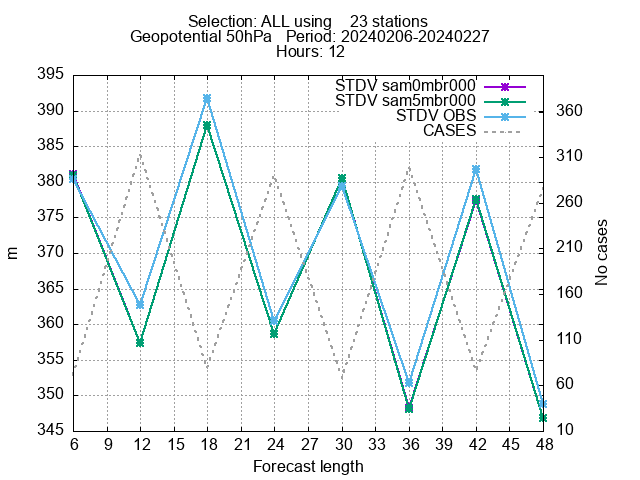 Selection: ALL using    23 stations
Geopotential 50hPa   Period: 20240206-20240227
Hours: 12
STDV sam0mbr000
STDV sam5mbr000
STDV OBS
CASES
395
390
385
380
375
370
365
360
355
350
345
m
360
310
260
210
160
110
60
10
No cases
6 9 12 15 18 21 24 27 30 33 36 39 42 45 48
Forecast length